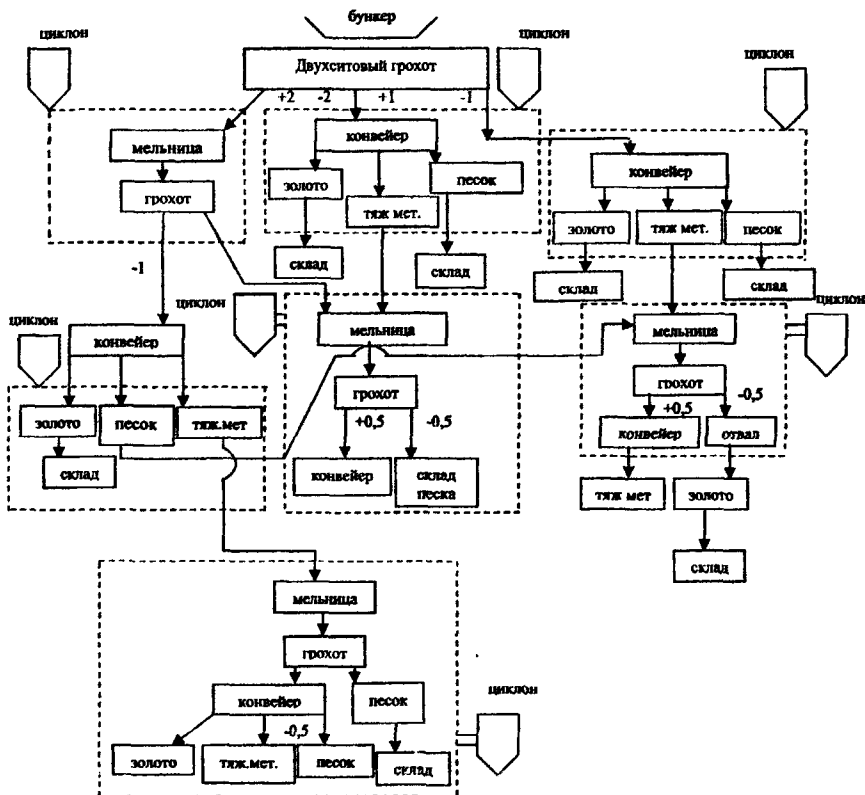 бункер
циклон
циклон
Двухситовый грохот
циклон
+2 -2 +1 -1
мельница
конвейер
грохот
золото
песок
тяж мет.
конвейер
золото
тяж мет.
песок
склад
склад
склад
склад
-1
циклон
циклон
циклон
конвейер
мельница
мельница
грохот
грохот
+0,5 -0,5
+0,5 -0,5
золото
песок
тяж.мет
конвейер
отвал
склад
конвейер
склад
песка
тяж мет
золото
склад
мельница
грохот
конвейер
песок
циклон
-0,5
золото
тяж.мет.
песок
склад